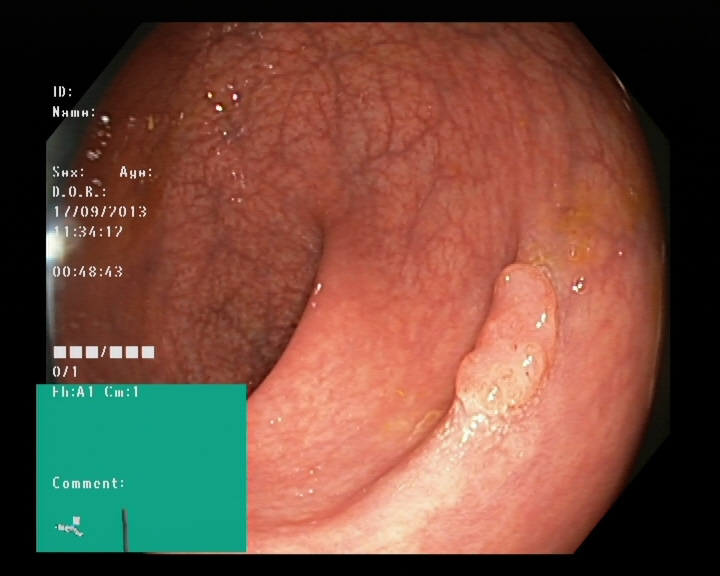 ID:
Name:
Sex: Age:
D.O.R.:
17/09/2013
11:34:17
00:48:43
■■■/■■■
0/1
Eh:A1 Cm:1
Comment: